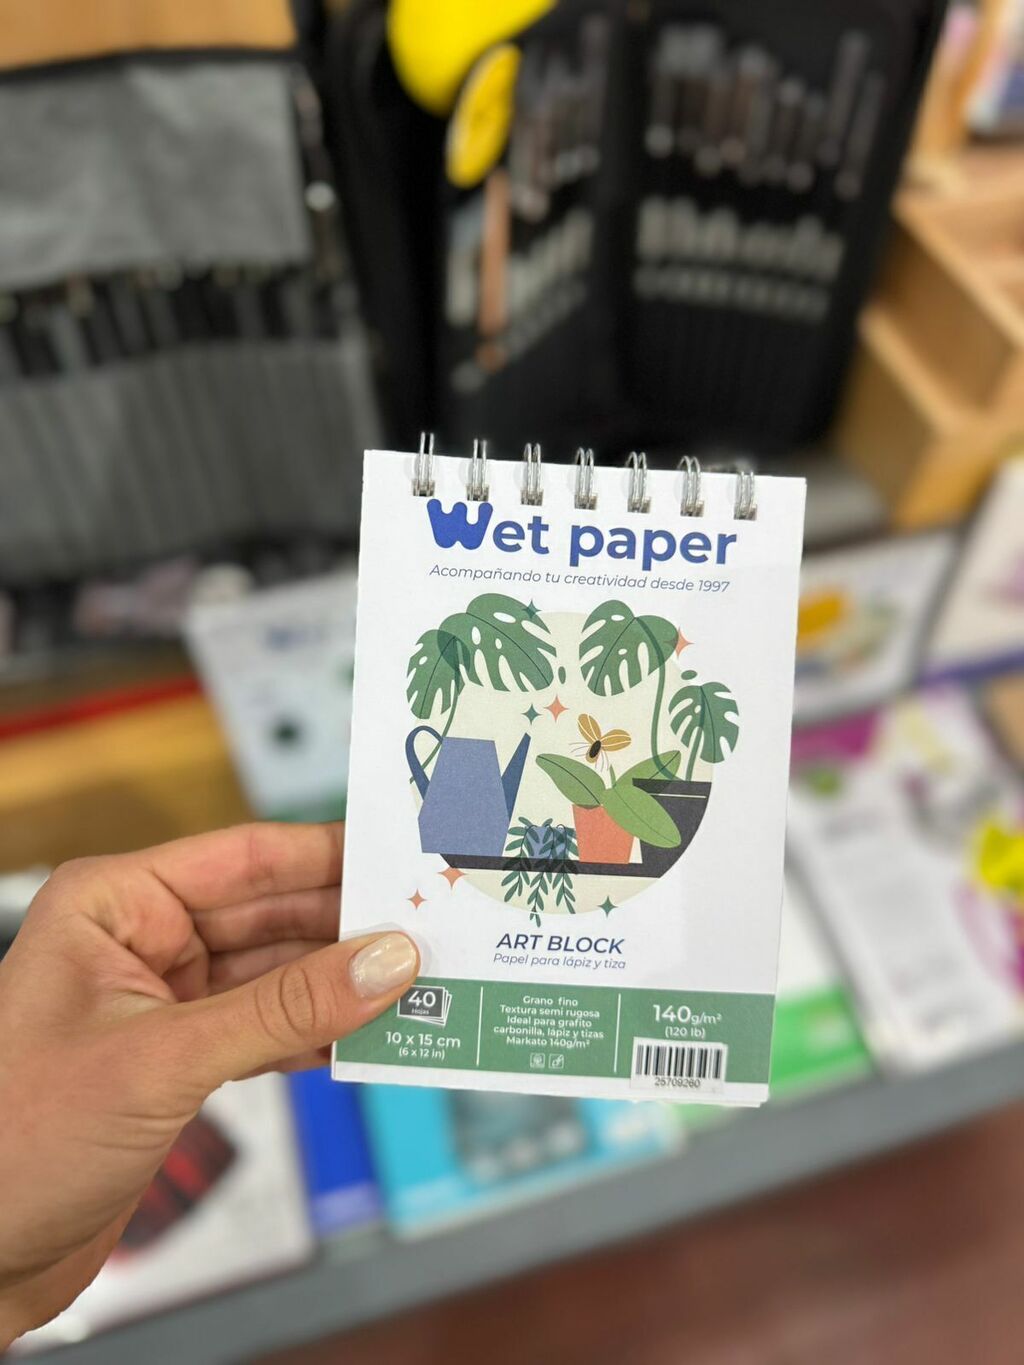 Wet paper
Acompañando tu creatividad desde 1997
ART BLOCK
Papel para lápiz y tiza
40
Hojas
10 x 15 cm
(6 x 12 in)
Grano fino
Textura semi rugosa
Ideal para grafito
carbonilla, lápiz y tizas
Markato 140g/m²
140g/m²
(120 lb)
25709260